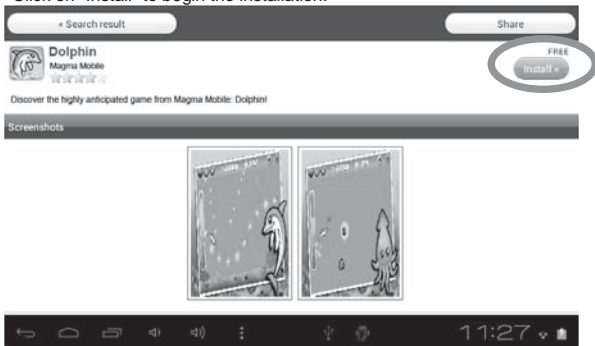 Click on "Install" to begin the installation.
« Search result
Share
Dolphin
Magma Mobile
FREE
Install »
Discover the highly anticipated game from Magma Mobile: Dolphin!
Screenshots
11:27